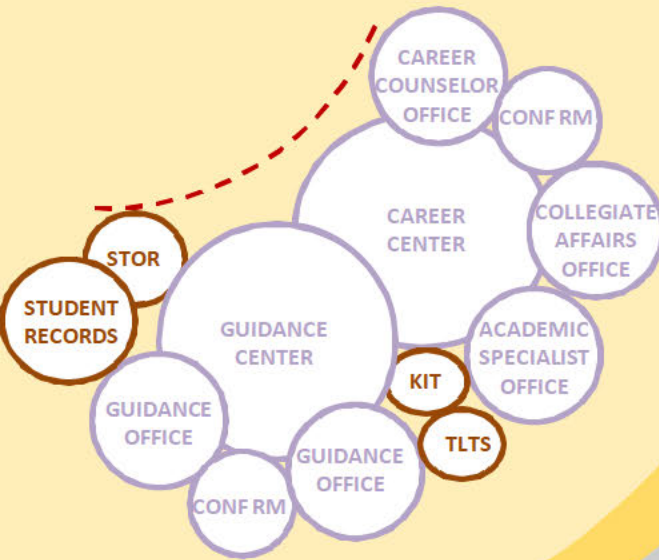 CAREER
COUNSELOR
OFFICE
CONF RM
CAREER
CENTER
COLLEGIATE
AFFAIRS
OFFICE
STOR
STUDENT
RECORDS
GUIDANCE
CENTER
ACADEMIC
SPECIALIST
OFFICE
KIT
TLTS
GUIDANCE
OFFICE
GUIDANCE
OFFICE
CONF RM